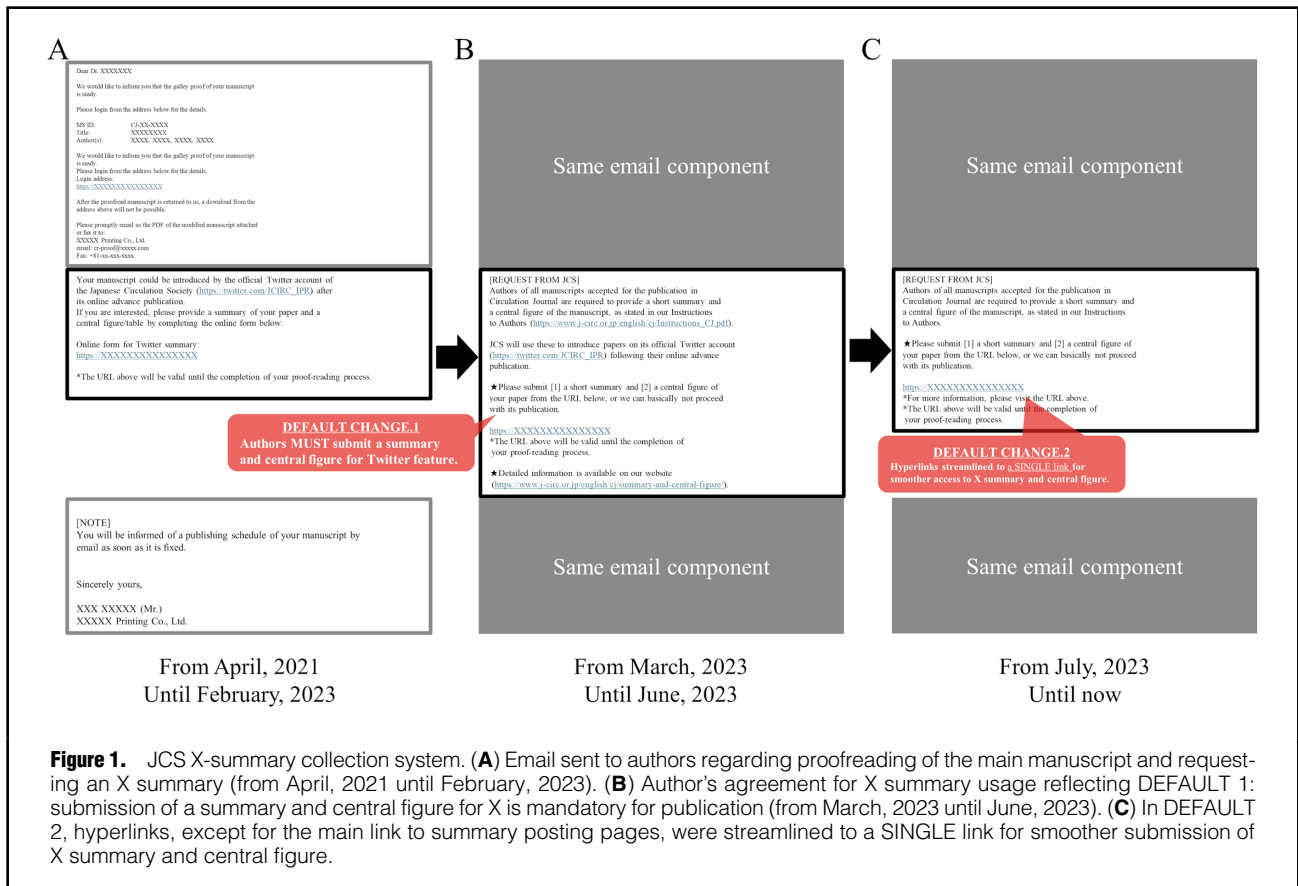 A
Dear Dr. XXXXXXX
We would like to inform you that the galley proof of your manuscript
is ready.
Please login from the address below for the details.
MS ID: CJ-XX-XXXX
Title: XXXXXXXX
Author(s): XXXX, XXXX, XXXX, XXXX
We would like to inform you that the galley proof of your manuscript
is ready.
Please login from the address below for the details.
Login address:
https://XXXXXXXXXXXXXXX
After the proofread manuscript is returned to us, a download from the
address above will not be possible.
Please promptly email us the PDF of the modified manuscript attached
or fax it to:
XXXXX Printing Co., Ltd.
email: cr-proof@xxxxx.com
Fax: +81-xx-xxx-xxxx
Your manuscript could be introduced by the official Twitter account of
the Japanese Circulation Society (https://twitter.com/JCIRC_IPR) after
its online advance publication.
If you are interested, please provide a summary of your paper and a
central figure/table by completing the online form below:
Online form for Twitter summary:
https://XXXXXXXXXXXXXXX
*The URL above will be valid until the completion of your proof-reading process.
DEFAULT CHANGE.1
Authors MUST submit a summary
and central figure for Twitter feature.
[NOTE]
You will be informed of a publishing schedule of your manuscript by
email as soon as it is fixed.
Sincerely yours,
XXX XXXXX (Mr.)
XXXXX Printing Co., Ltd.
From April, 2021
Until February, 2023
B
Same email component
[REQUEST FROM JCS]
Authors of all manuscripts accepted for the publication in
Circulation Journal are required to provide a short summary and
a central figure of the manuscript, as stated in our Instructions
to Authors (https://www.j-circ.or.jp/english/cj/Instructions_CJ.pdf).
JCS will use these to introduce papers on its official Twitter account
(https://twitter.com/JCIRC_IPR) following their online advance
publication.
★Please submit [1] a short summary and [2] a central figure of
your paper from the URL below, or we can basically not proceed
with its publication.
https://XXXXXXXXXXXXXXX
*The URL above will be valid until the completion of
your proof-reading process.
★Detailed information is available on our website
(https://www.j-circ.or.jp/english/cj/summary-and-central-figure/).
Same email component
From March, 2023
Until June, 2023
C
Same email component
[REQUEST FROM JCS]
Authors of all manuscripts accepted for the publication in
Circulation Journal are required to provide a short summary and
a central figure of the manuscript, as stated in our Instructions
to Authors.
★Please submit [1] a short summary and [2] a central figure of
your paper from the URL below, or we can basically not proceed
with its publication.
https://XXXXXXXXXXXXXXX
*For more information, please visit the URL above.
*The URL above will be valid until the completion of
your proof-reading process.
DEFAULT CHANGE.2
Hyperlinks streamlined to a SINGLE link for
smoother access to X summary and central figure.
Same email component
From July, 2023
Until now
Figure 1. JCS X-summary collection system. (A) Email sent to authors regarding proofreading of the main manuscript and request-
ing an X summary (from April, 2021 until February, 2023). (B) Author's agreement for X summary usage reflecting DEFAULT 1:
submission of a summary and central figure for X is mandatory for publication (from March, 2023 until June, 2023). (C) In DEFAULT
2, hyperlinks, except for the main link to summary posting pages, were streamlined to a SINGLE link for smoother submission of
X summary and central figure.